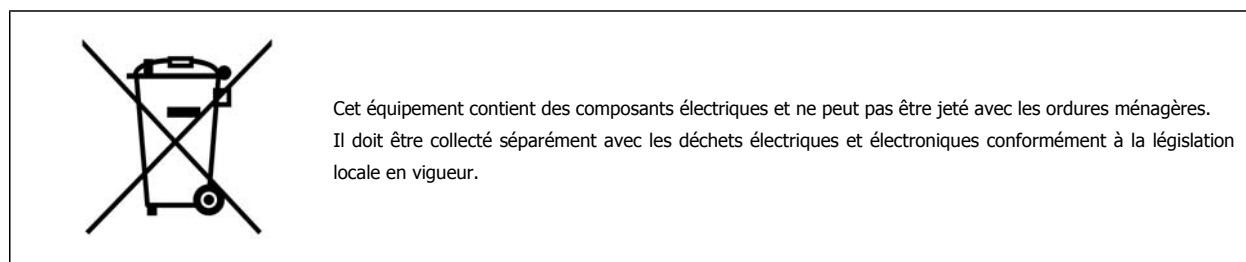 Cet équipement contient des composants électriques et ne peut pas être jeté avec les ordures ménagères.
Il doit être collecté séparément avec les déchets électriques et électroniques conformément à la législation
locale en vigueur.